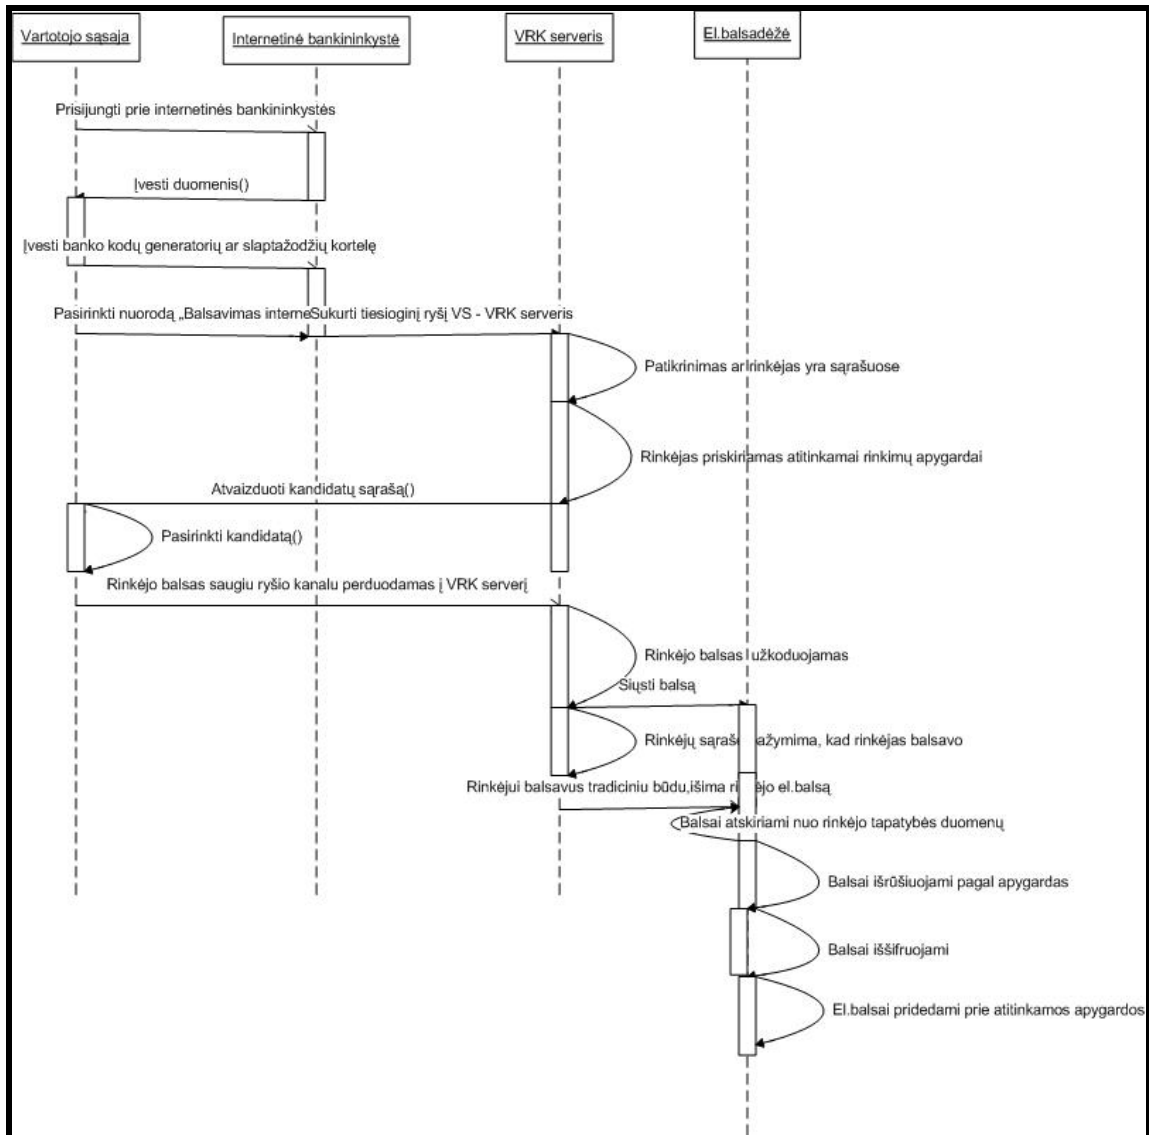 Vartotojo sąsaja
Internetinė bankininkystė
VRK serveris
El.balsadėžė
Prisijungti prie internetinės bankininkystės
Įvesti duomenis()
Įvesti banko kodų generatorių ar slaptažodžių kortelę
Pasirinkti nuorodą „Balsavimas interne
Sukurti tiesioginį ryšį VS - VRK serveris
Patikrinimas ar rinkėjas yra sąrašuose
Rinkėjas priskiriamas atitinkamai rinkimų apygardai
Atvaizduoti kandidatų sąrašą()
Pasirinkti kandidatą()
Rinkėjo balsas saugiu ryšio kanalu perduodamas į VRK serverį
Rinkėjo balsas užkoduojamas
Siųsti balsą
Rinkėjų sąraše pažymima, kad rinkėjas balsavo
Rinkėjui balsavus tradiciniu būdu,išima rinkėjo el.balsą
Balsai atskiriami nuo rinkėjo tapatybės duomenų
Balsai išrūšiuojami pagal apygardas
Balsai iššifruojami
El.balsai pridedami prie atitinkamos apygardos